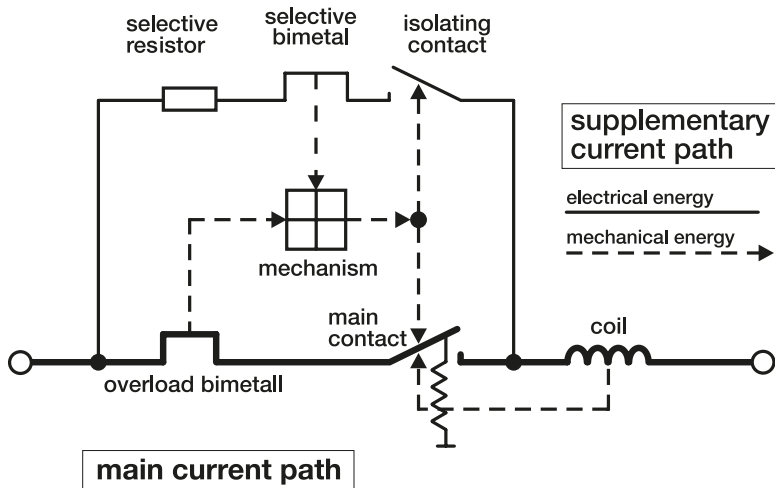 selective
resistor
selective
bimetal
isolating
contact
supplementary
current path
electrical energy
mechanical energy
mechanism
main
contact
coil
overload bimetall
main current path